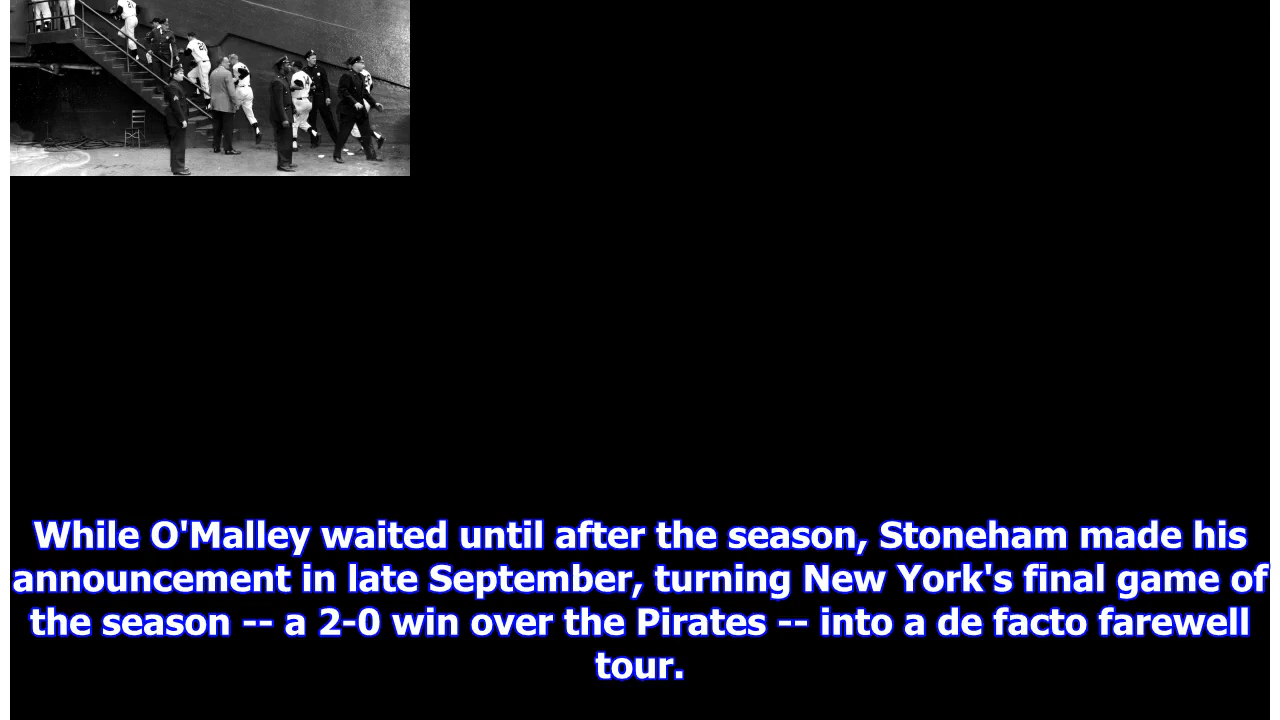 While O'Malley waited until after the season, Stoneham made his
announcement in late September, turning New York's final game of
the season -- a 2-0 win over the Pirates -- into a de facto farewell
tour.